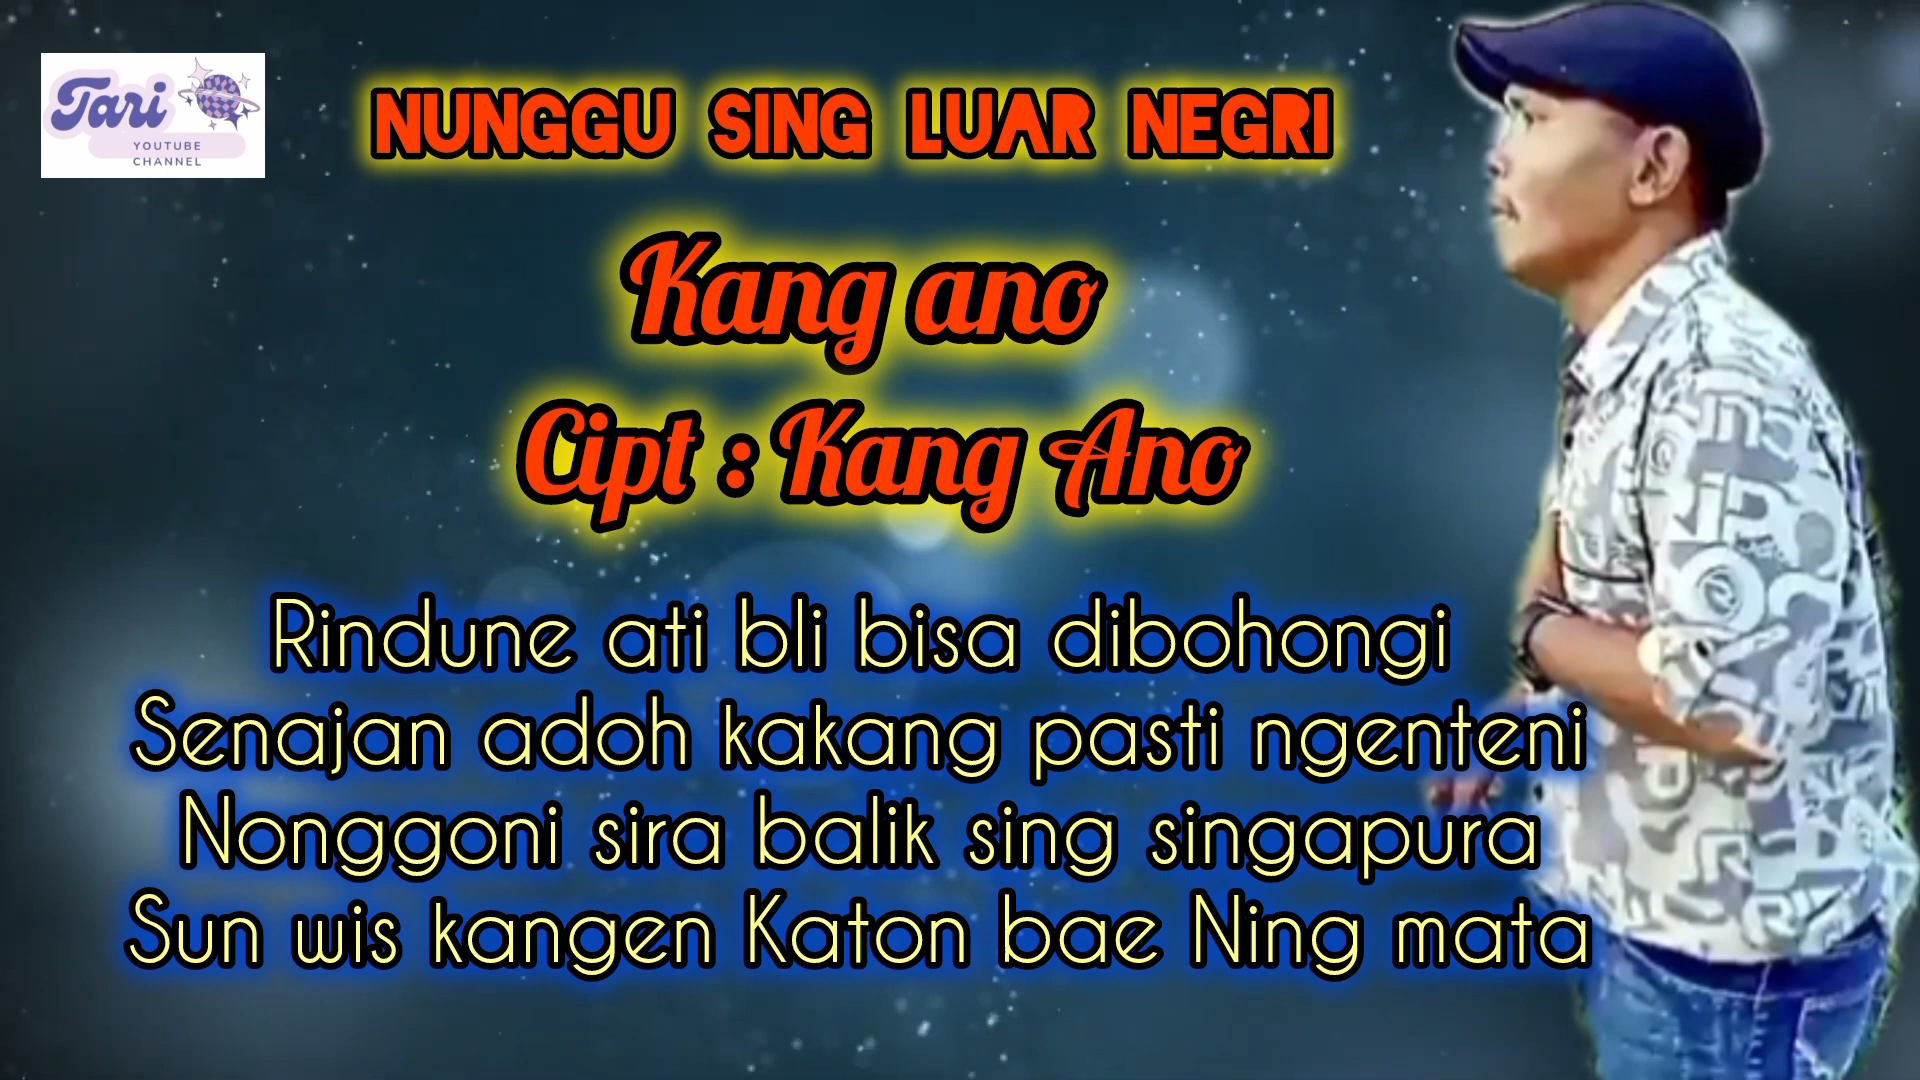 Tari
YOUTUBE
CHANNEL
NUNGGU SING LUAR NEGRI
Kang ano
Cipt : Kang Ano
Rindune ati bli bisa dibohongi
Senajan adoh kakang pasti ngenteni
Nonggoni sira balik sing singapura
Sun wis kangen Katon bae Ning mata